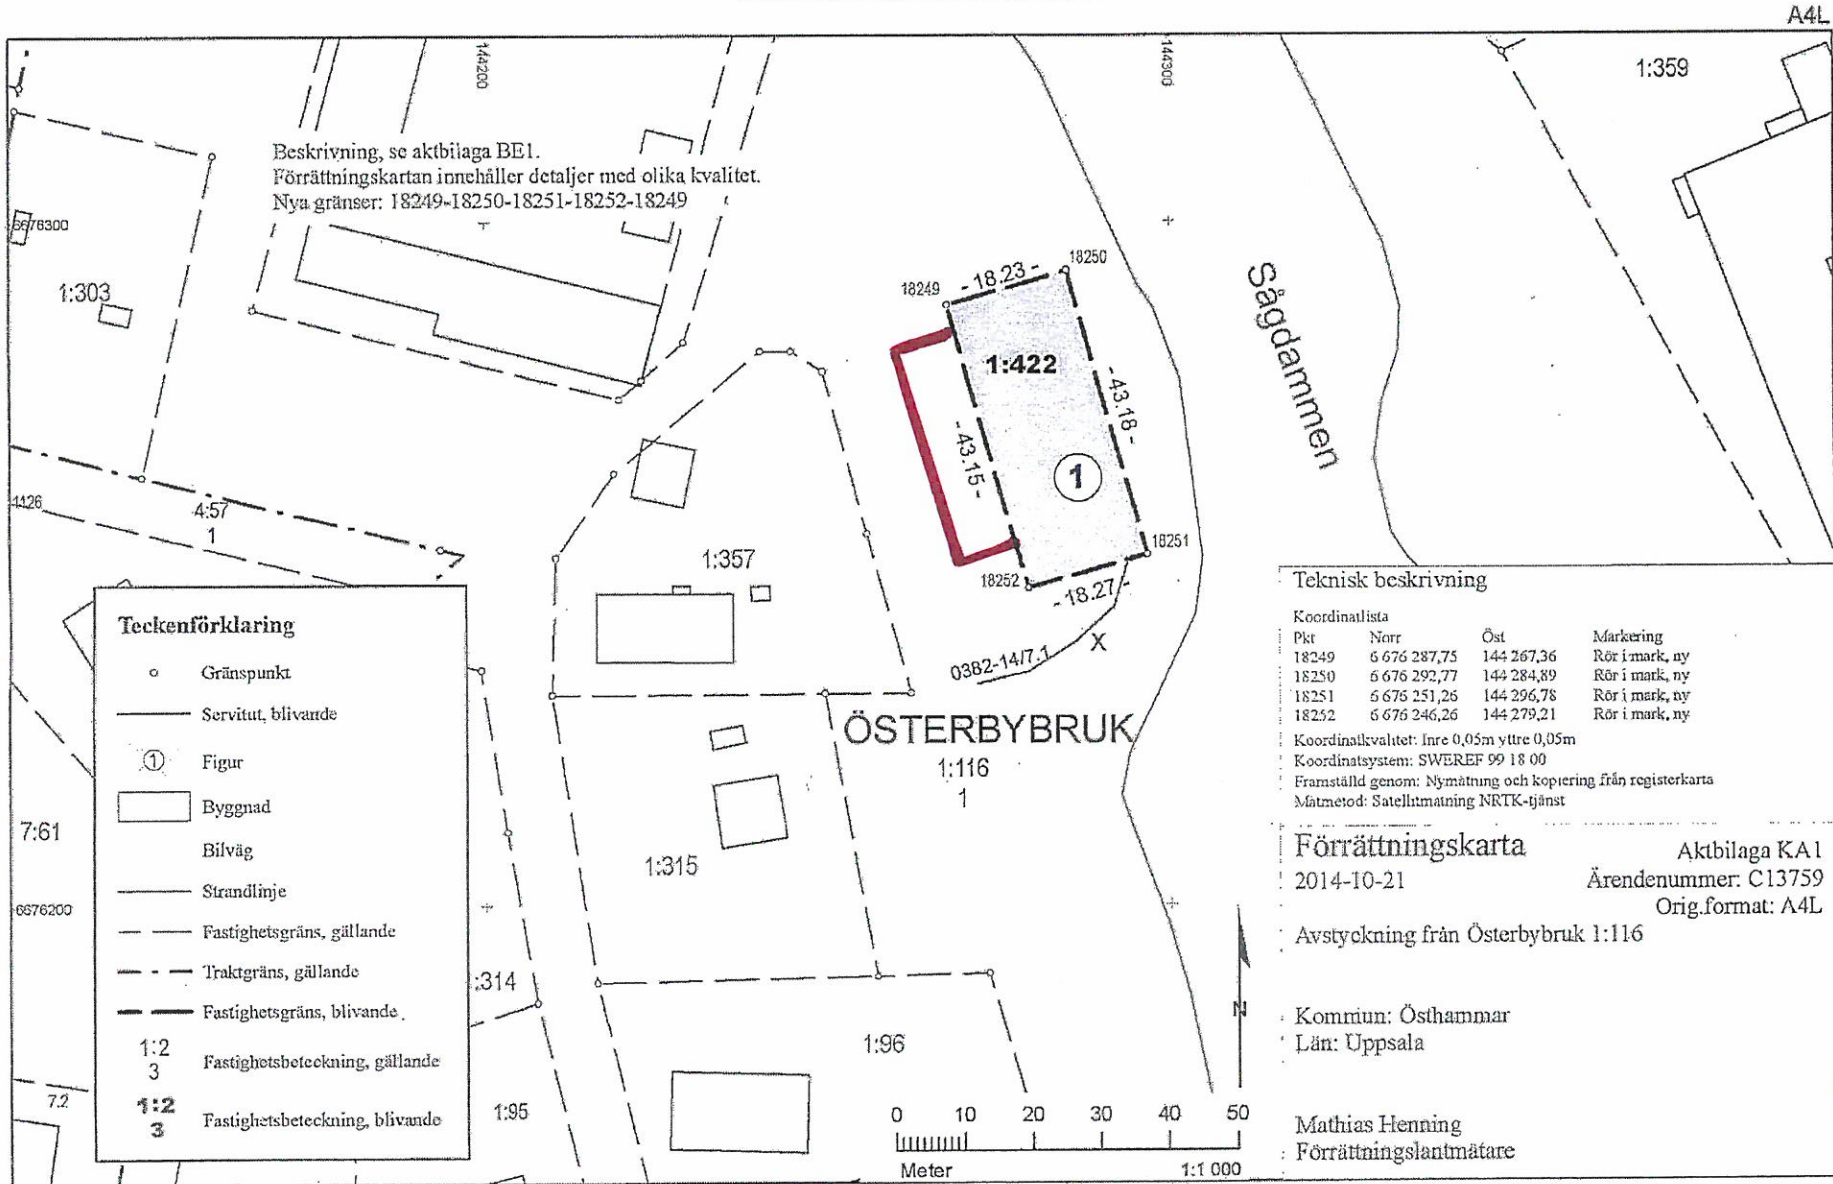 A4L
144200
144300
1:359
Beskrivning, se aktbilaga BE1.
Förrättningskartan innehåller detaljer med olika kvalitet.
Nya gränser: 18249-18250-18251-18252-18249
6676300
1:303
18249
- 18.23 -
18250
1:422
- 43.18 -
- 43.15 -
1
Sågdammen
4:57
1
1:357
18251
18252
- 18.27 -
0382-14/7.1
X
ÖSTERBYBRUK
1:116
1
Teckenförklaring
Gränspunkt
Servitut, blivande
1 Figur
Byggnad
Bilväg
Strandlinje
Fastighetsgräns, gällande
Traktgräns, gällande
Fastighetsgräns, blivande
1:2
3 Fastighetsbeteckning, gällande
1:2
3 Fastighetsbeteckning, blivande
7:61
6676200
7:2
:314
1:95
1:315
1:96
N
0 10 20 30 40 50
Meter 1:1 000
Teknisk beskrivning
Koordinatlista
Pkt Norr Öst Markering
18249 6 676 287,75 144 267,36 Rör i mark, ny
18250 6 676 292,77 144 284,89 Rör i mark, ny
18251 6 676 251,26 144 296,78 Rör i mark, ny
18252 6 676 246,26 144 279,21 Rör i mark, ny
Koordinatkvalitet: Inre 0,05m yttre 0,05m
Koordinatsystem: SWEREF 99 18 00
Framställd genom: Nymätning och kopiering från registerkarta
Mätmetod: Satellitmätning NRTK-tjänst
Förrättningskarta
2014-10-21
Aktbilaga KA1
Ärendenummer: C13759
Orig.format: A4L
Avstyckning från Österbybruk 1:116
Kommun: Östhammar
Län: Uppsala
Mathias Henning
Förrättningslantmätare